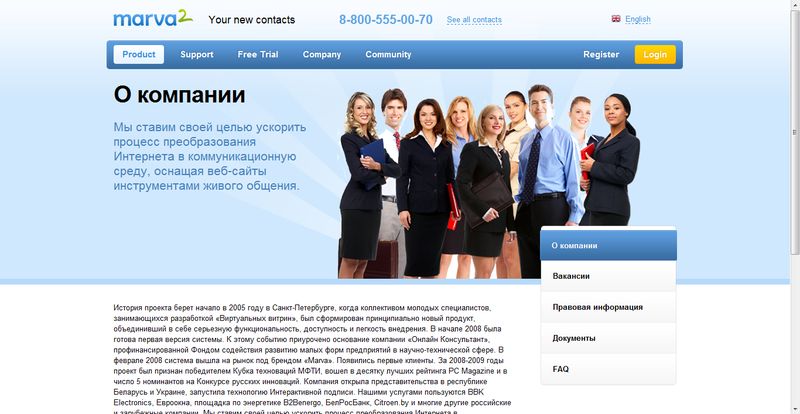 marva2 Your new contacts 8-800-555-00-70 See all contacts English
Product Support Free Trial Company Community Register Login
О компании
Мы ставим своей целью ускорить
процесс преобразования
Интернета в коммуникационную
среду, оснащая веб-сайты
инструментами живого общения.
О компании
Вакансии
Правовая информация
Документы
FAQ
История проекта берет начало в 2005 году в Санкт-Петербурге, когда коллективом молодых специалистов,
занимающихся разработкой «Виртуальных витрин», был сформирован принципиально новый продукт,
объединивший в себе серьезную функциональность, доступность и легкость внедрения. В начале 2008 была
готова первая версия системы. К этому событию приурочено основание компании «Онлайн Консультант»,
профинансированной Фондом содействия развитию малых форм предприятий в научно-технической сфере. В
феврале 2008 система вышла на рынок под брендом «Marva». Появились первые клиенты. За 2008-2009 годы
проект был признан победителем Кубка техноваций МФТИ, вошел в десятку лучших рейтинга PC Magazine и в
число 5 номинантов на Конкурсе русских инноваций. Компания открыла представительства в республике
Беларусь и Украине, запустила технологию Интерактивной подписи. Нашими услугами пользуются BBK
Electronics, Евроокна, площадка по энергетике B2Benergo, БелРосБанк, Citroen.by и многие другие российские
и зарубежные компании. Мы ставим своей целью ускорить процесс преобразования Интернета в